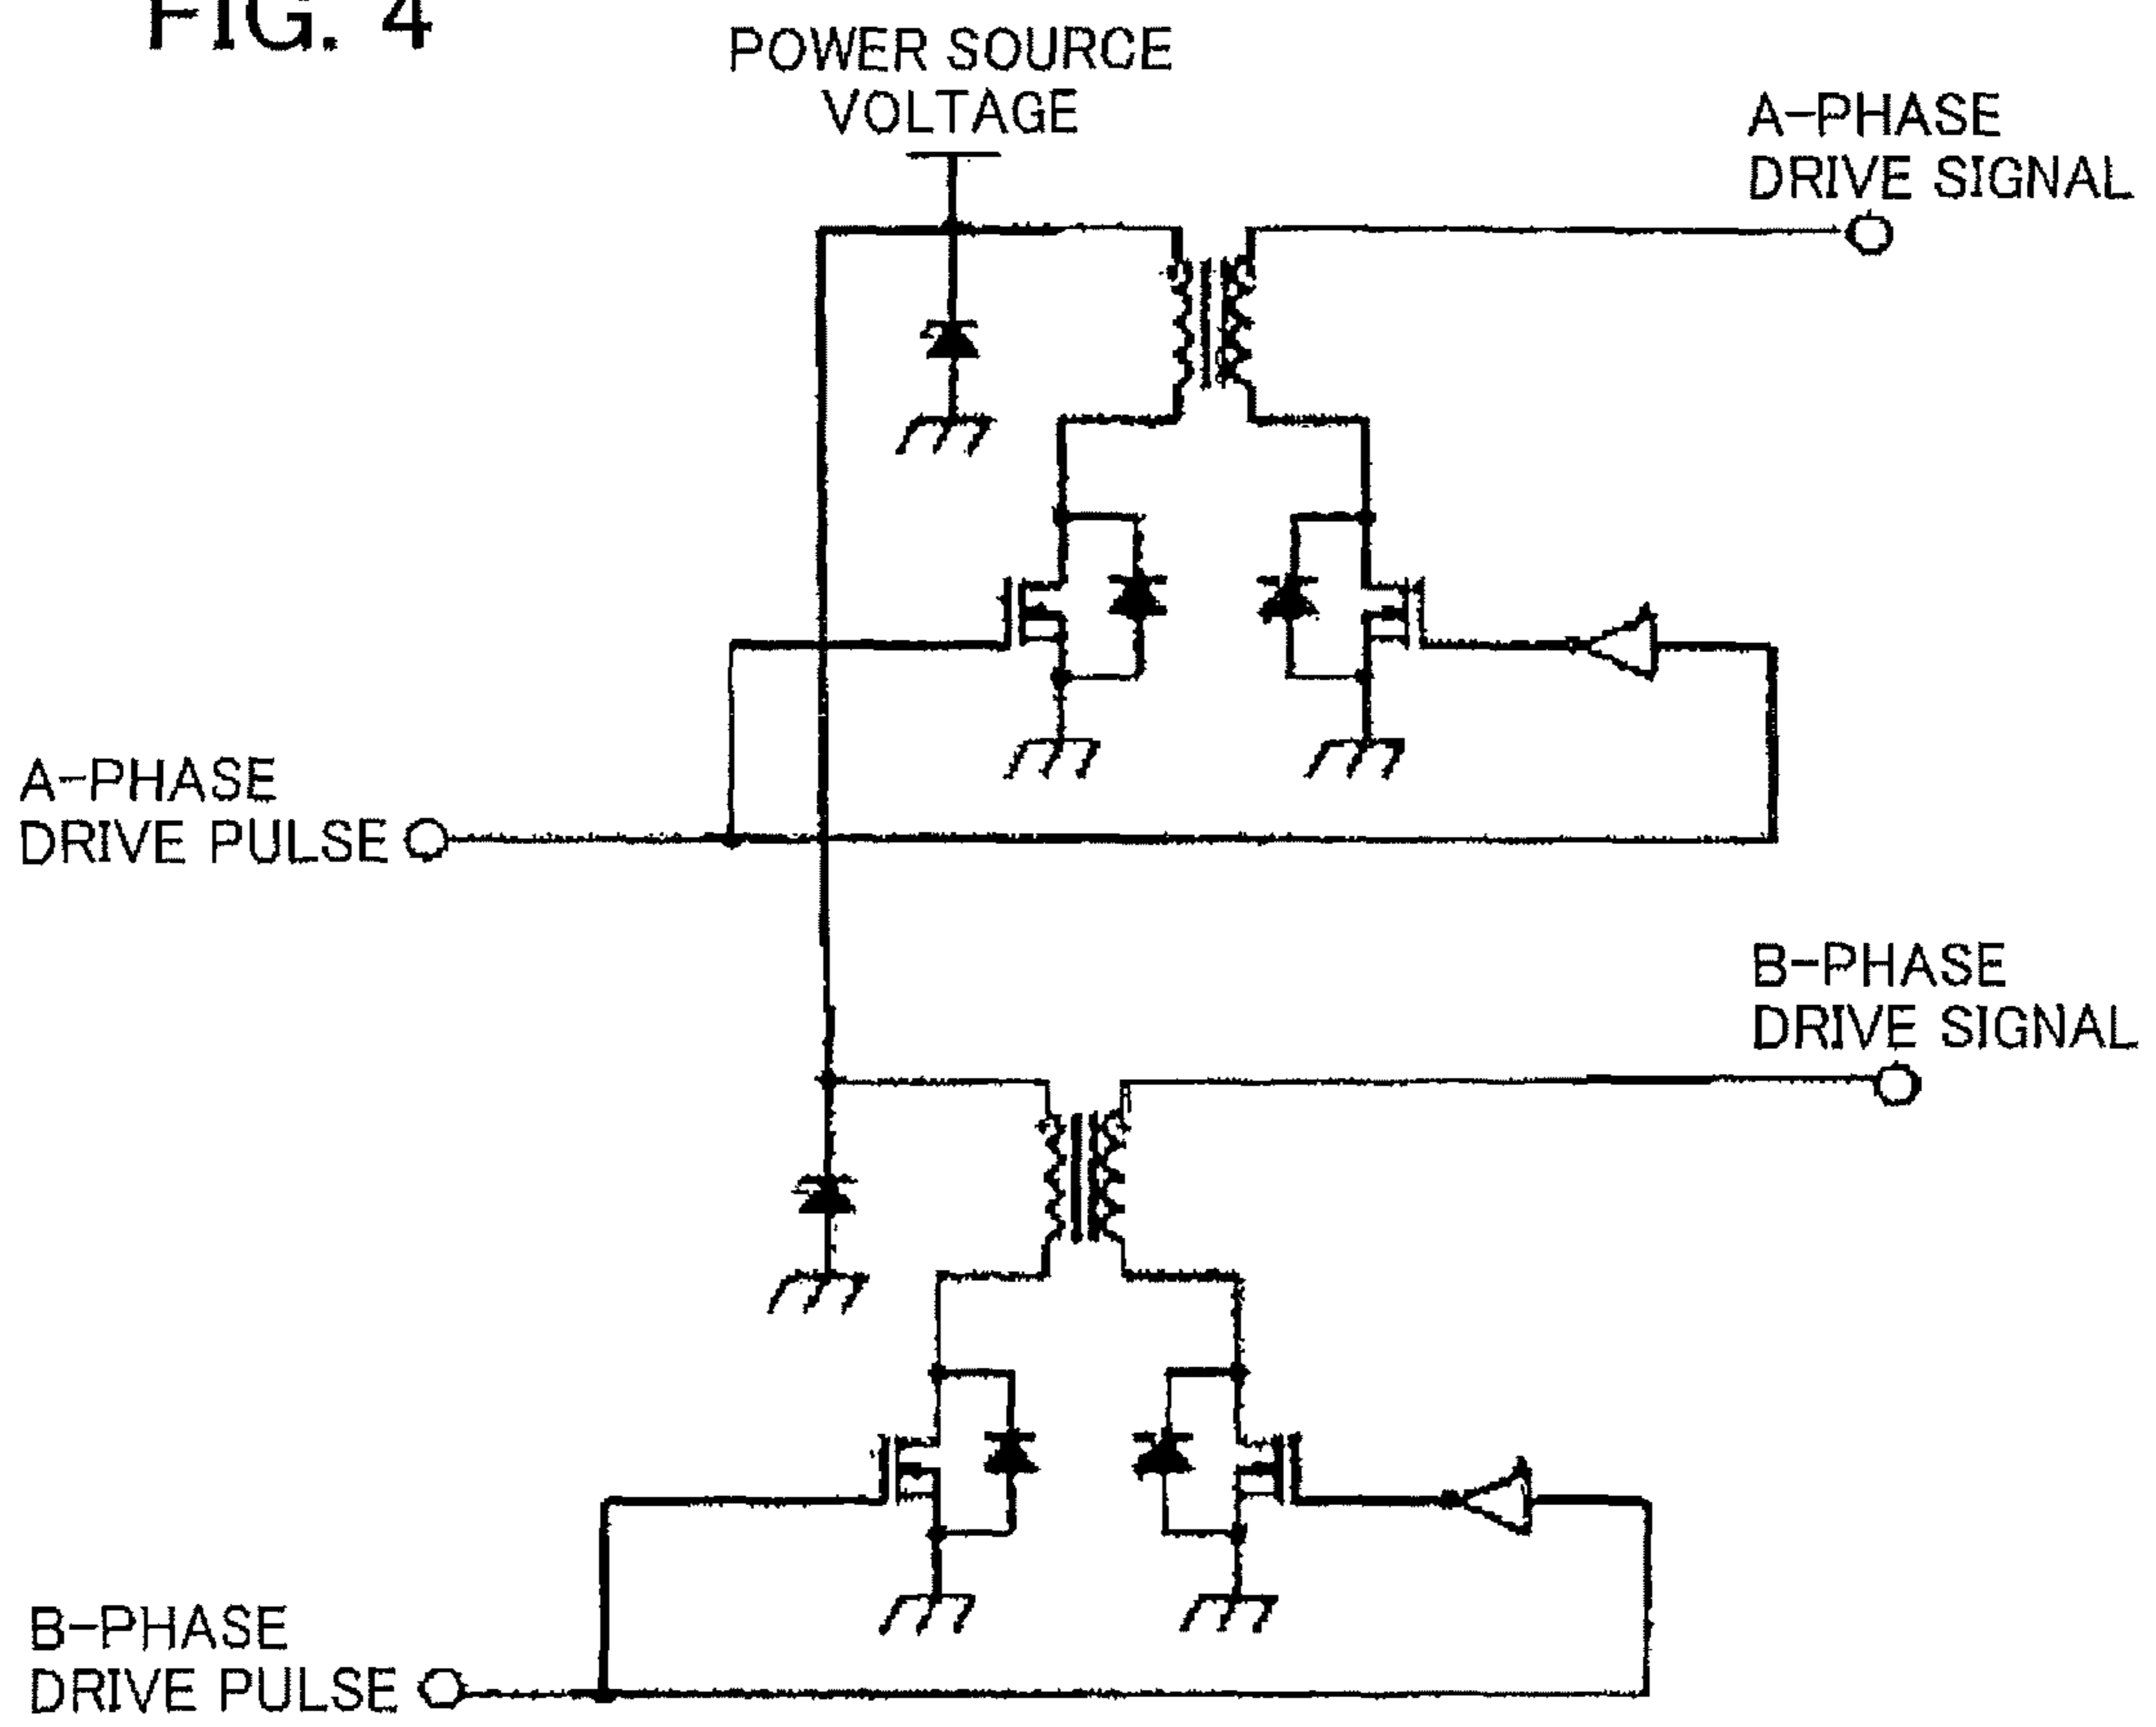 FIG. 4
POWER SOURCE
VOLTAGE
A-PHASE
DRIVE SIGNAL
A-PHASE
DRIVE PULSE
B-PHASE
DRIVE SIGNAL
B-PHASE
DRIVE PULSE